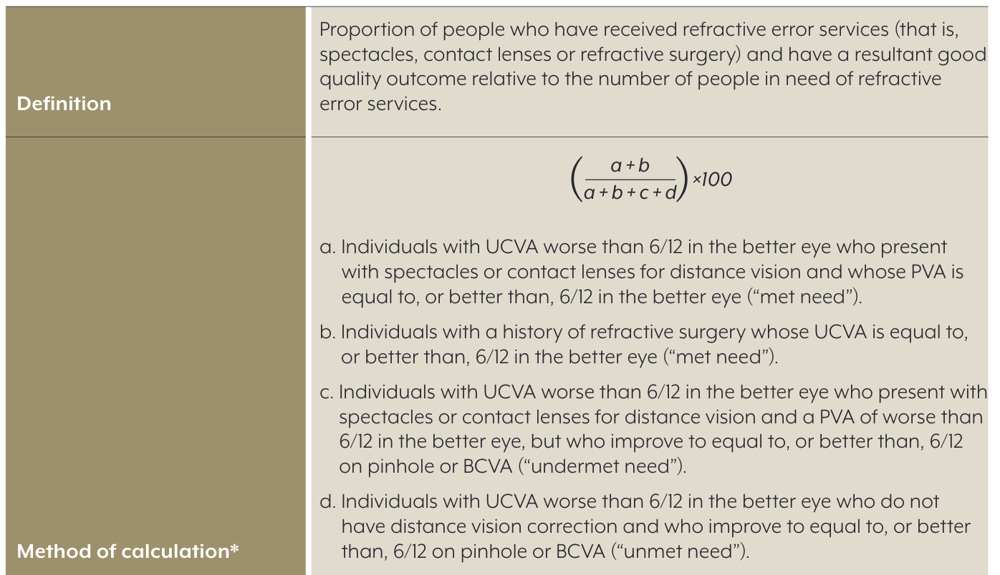 Definition
Proportion of people who have received refractive error services (that is,
spectacles, contact lenses or refractive surgery) and have a resultant good
quality outcome relative to the number of people in need of refractive
error services.
Method of calculation*
(a + b / a + b + c + d) ×100
a. Individuals with UCVA worse than 6/12 in the better eye who present
with spectacles or contact lenses for distance vision and whose PVA is
equal to, or better than, 6/12 in the better eye (“met need”).
b. Individuals with a history of refractive surgery whose UCVA is equal to,
or better than, 6/12 in the better eye (“met need”).
c. Individuals with UCVA worse than 6/12 in the better eye who present with
spectacles or contact lenses for distance vision and a PVA of worse than
6/12 in the better eye, but who improve to equal to, or better than, 6/12
on pinhole or BCVA (“undermet need”).
d. Individuals with UCVA worse than 6/12 in the better eye who do not
have distance vision correction and who improve to equal to, or better
than, 6/12 on pinhole or BCVA (“unmet need”).